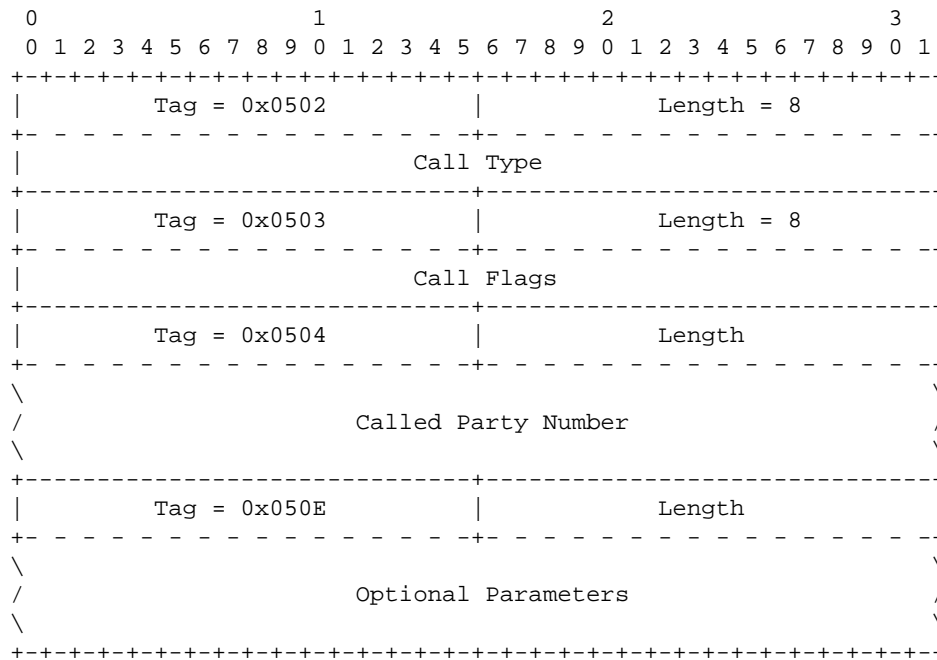 0 1 2 3
0 1 2 3 4 5 6 7 8 9 0 1 2 3 4 5 6 7 8 9 0 1 2 3 4 5 6 7 8 9 0 1
+-+-+-+-+-+-+-+-+-+-+-+-+-+-+-+-+-+-+-+-+-+-+-+-+-+-+-+-+-+-+-+--
| Tag = 0x0502 | Length = 8
+- - - - - - - - - - - - - - - -+- - - - - - - - - - - - - - - --
| Call Type
+-------------------------------+--------------------------------
| Tag = 0x0503 | Length = 8
+- - - - - - - - - - - - - - - -+- - - - - - - - - - - - - - - --
| Call Flags
+-------------------------------+--------------------------------
| Tag = 0x0504 | Length
+- - - - - - - - - - - - - - - -+- - - - - - - - - - - - - - - --
\ \
/ Called Party Number /
\ \
+-------------------------------+--------------------------------
| Tag = 0x050E | Length
+- - - - - - - - - - - - - - - -+- - - - - - - - - - - - - - - --
\ \
/ Optional Parameters /
\ \
+-+-+-+-+-+-+-+-+-+-+-+-+-+-+-+-+-+-+-+-+-+-+-+-+-+-+-+-+-+-+-+--